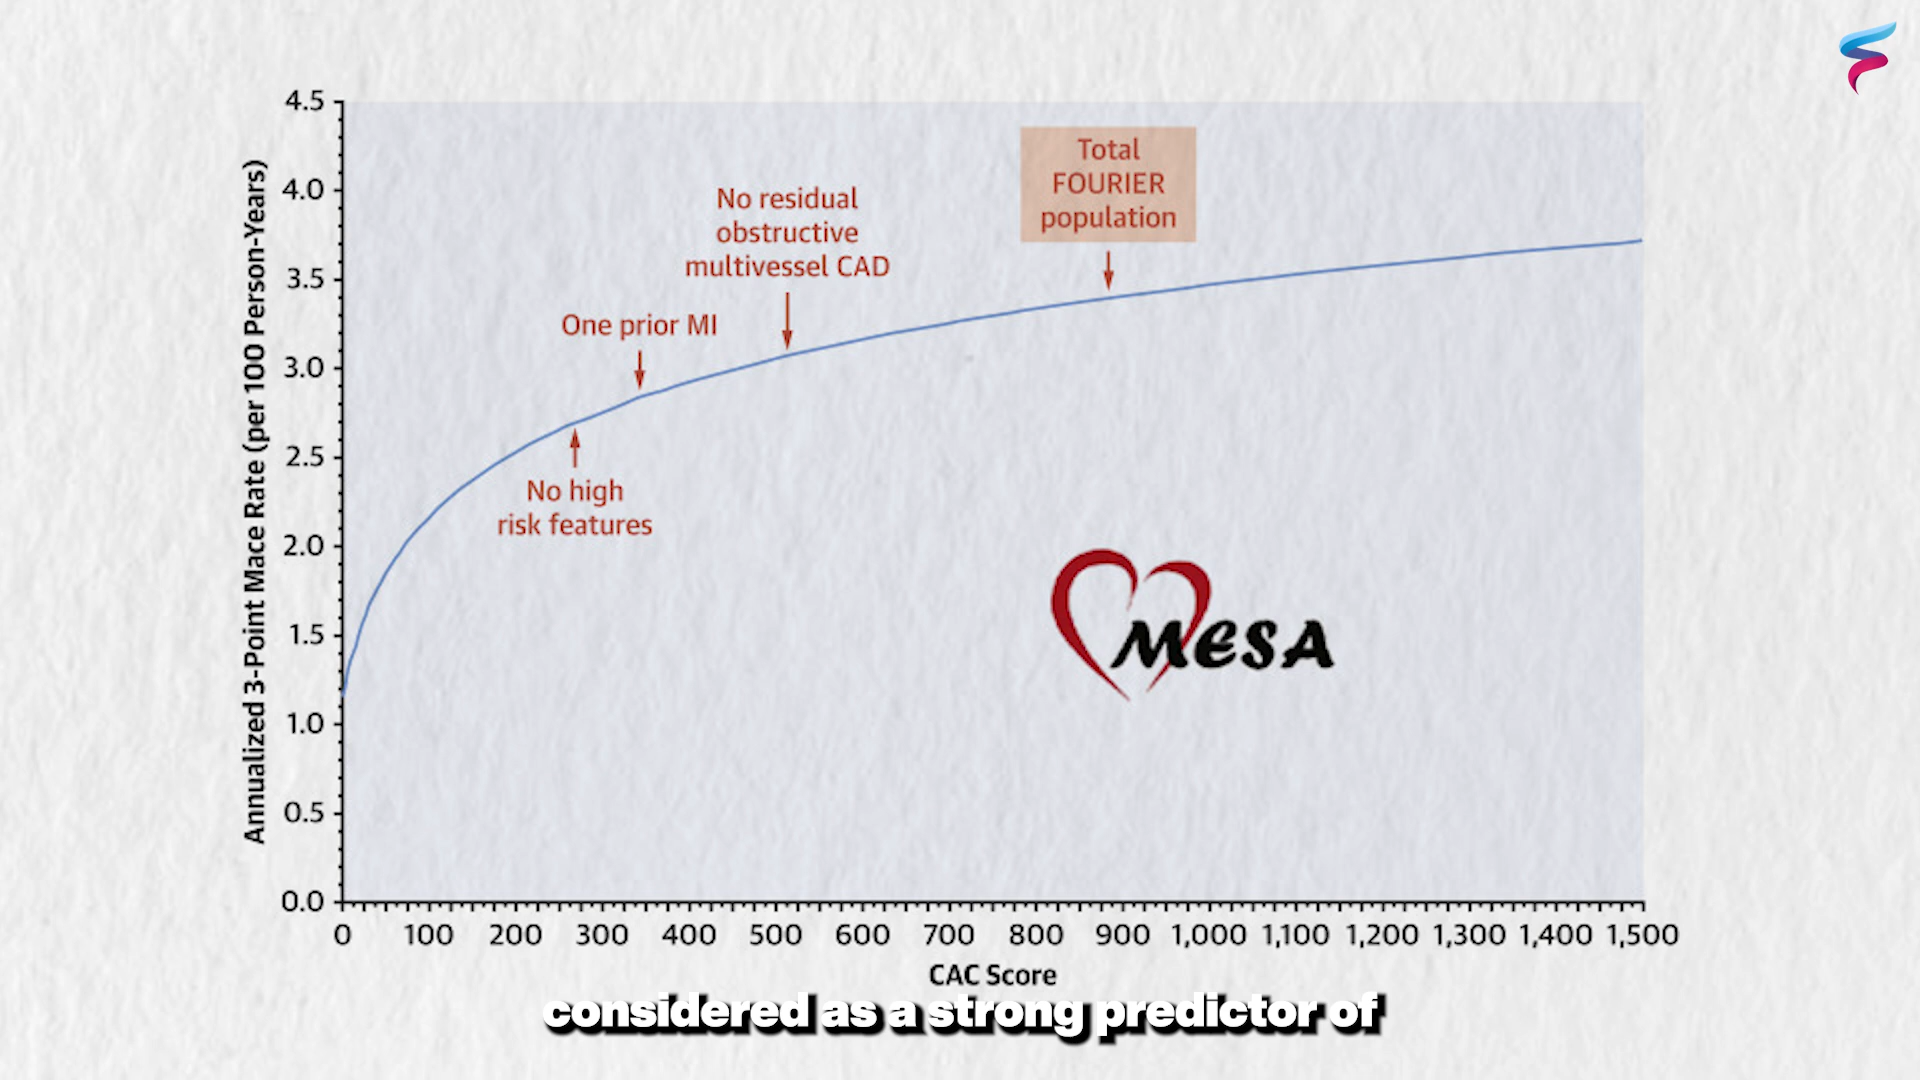 4.5
4.0
3.5
3.0
2.5
2.0
1.5
1.0
0.5
0.0
Annualized 3-Point Mace Rate (per 100 Person-Years)
Total
FOURIER
population
No residual
obstructive
multivessel CAD
One prior MI
No high
risk features
MESA
0 100 200 300 400 500 600 700 800 900 1,000 1,100 1,200 1,300 1,400 1,500
CAC Score
considered as a strong predictor of